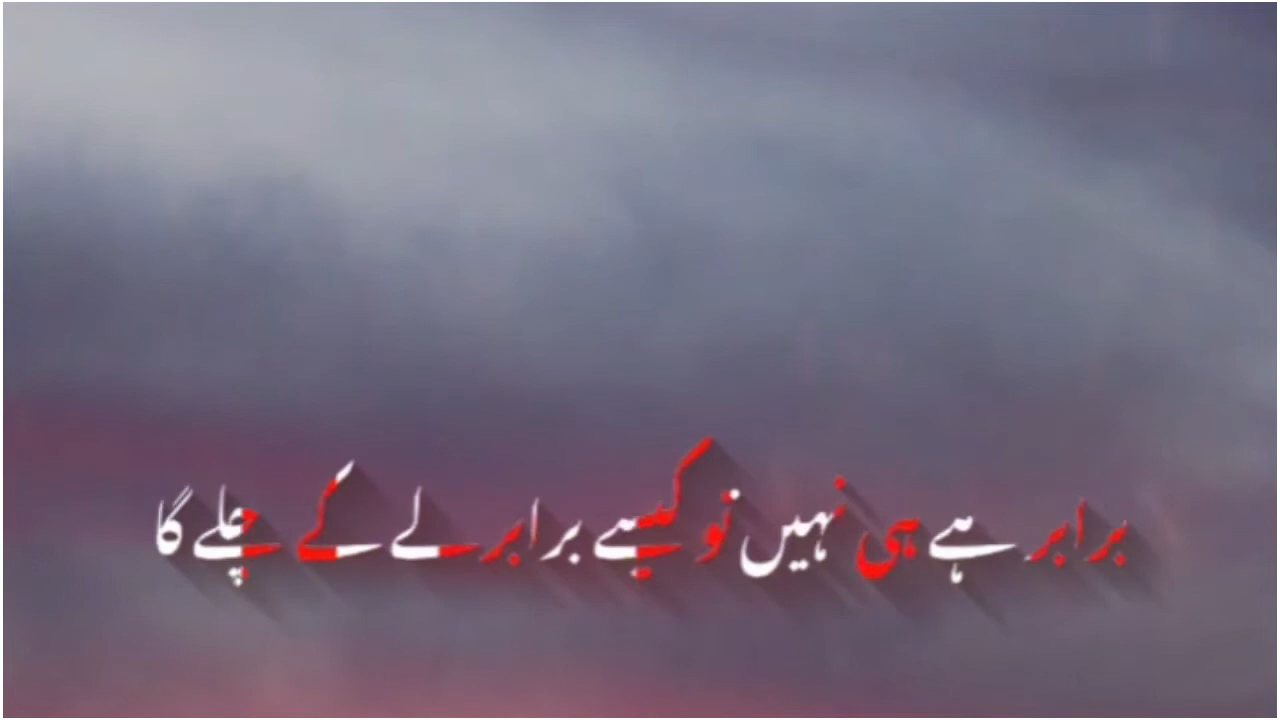 برابر ہے ہی نہیں تو کیسے برابر لے کے چلے گا